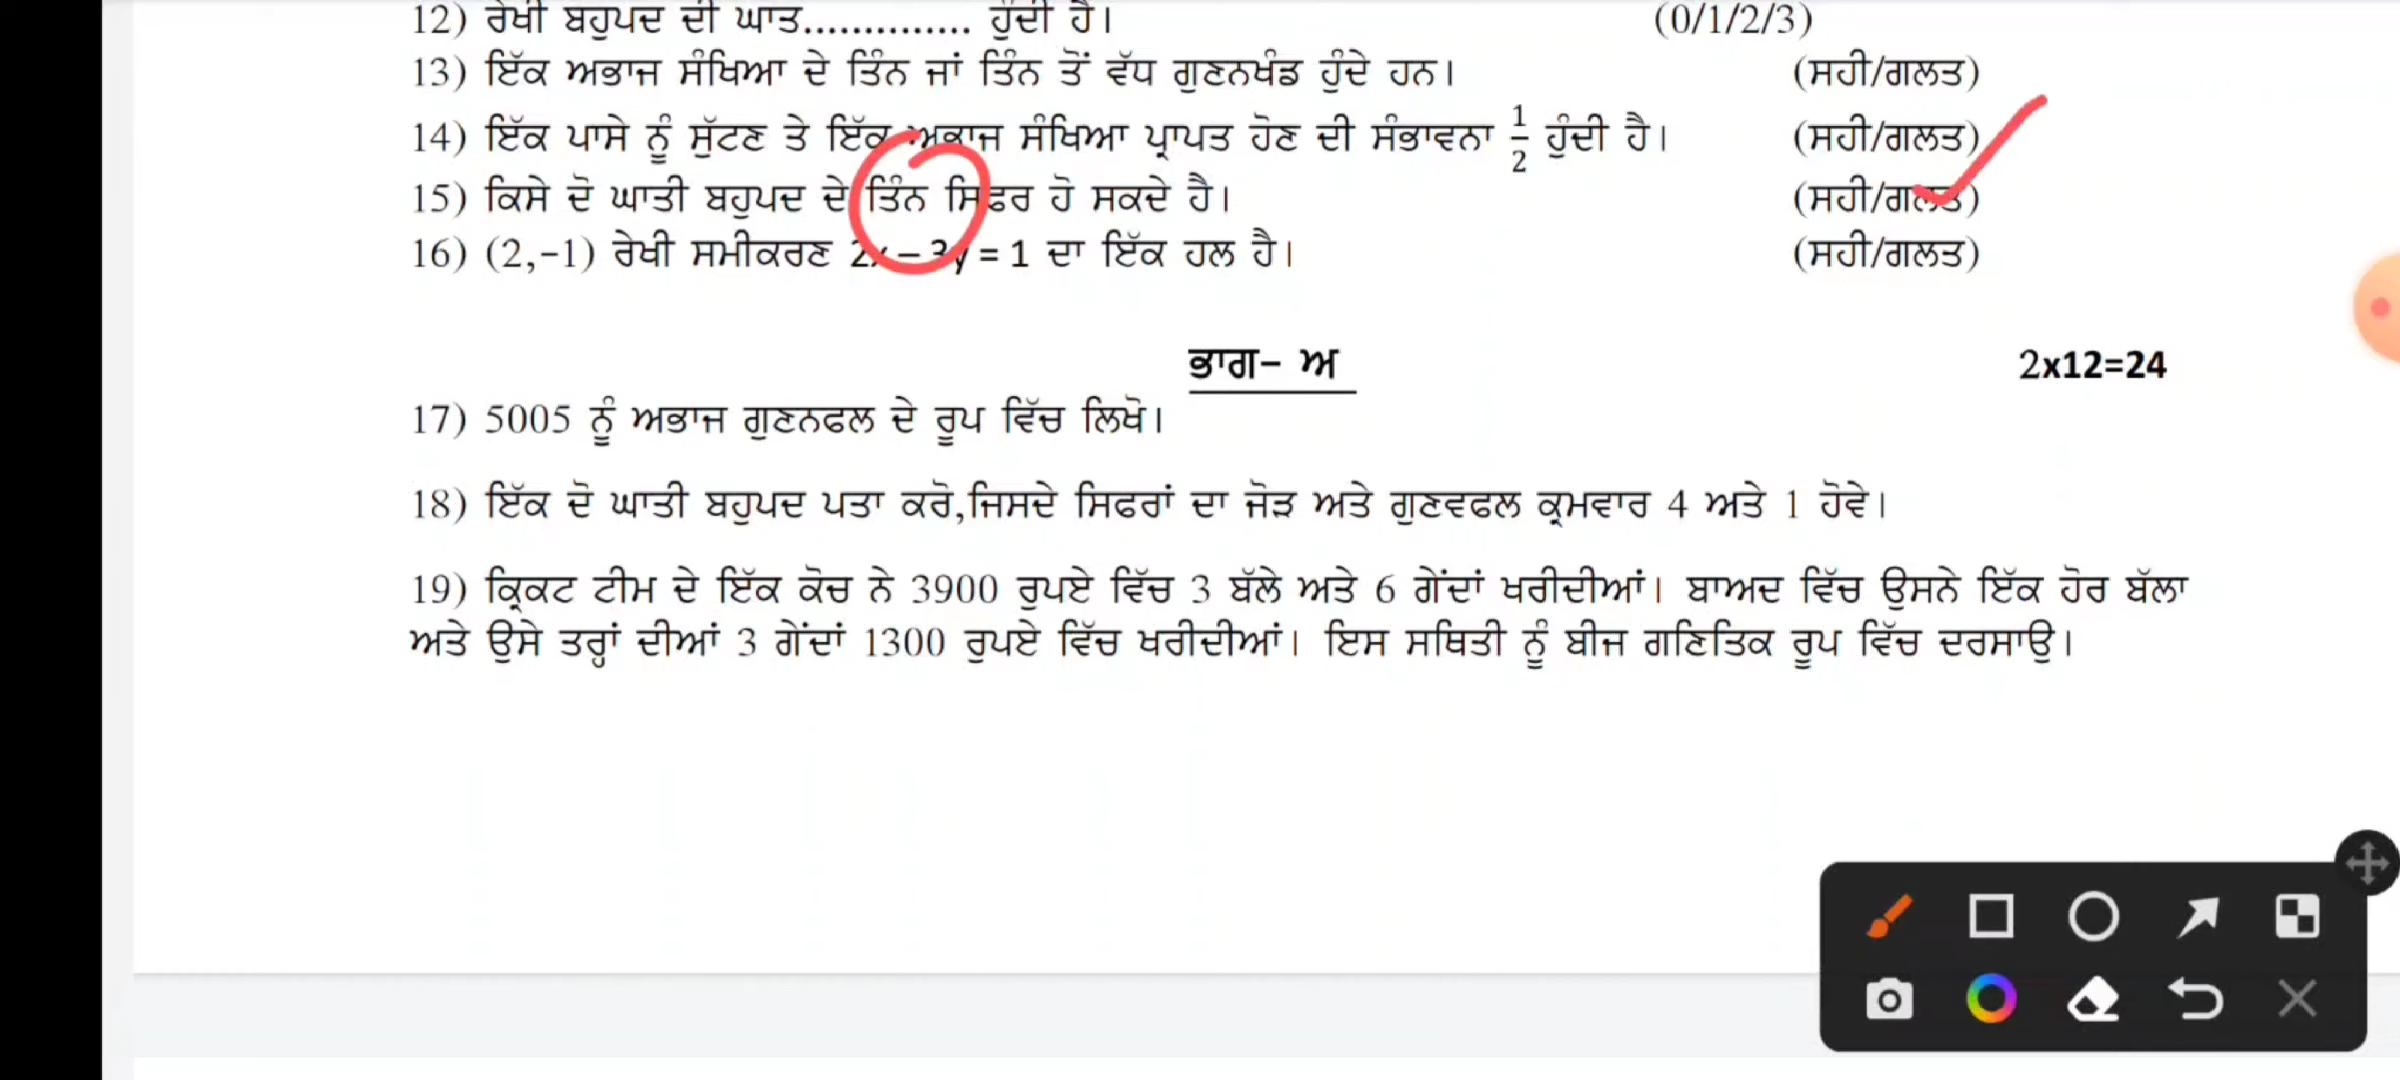 12) ਰੇਖੀ ਬਹੁਪਦ ਦੀ ਘਾਤ.............. ਹੁੰਦੀ ਹੈ। (0/1/2/3)
13) ਇੱਕ ਅਭਾਜ ਸੰਖਿਆ ਦੇ ਤਿੰਨ ਜਾਂ ਤਿੰਨ ਤੋਂ ਵੱਧ ਗੁਣਨਖੰਡ ਹੁੰਦੇ ਹਨ। (ਸਹੀ/ਗਲਤ)
14) ਇੱਕ ਪਾਸੇ ਨੂੰ ਸੁੱਟਣ ਤੇ ਇੱਕ ਅਭਾਜ ਸੰਖਿਆ ਪ੍ਰਾਪਤ ਹੋਣ ਦੀ ਸੰਭਾਵਨਾ 1/2 ਹੁੰਦੀ ਹੈ। (ਸਹੀ/ਗਲਤ)
15) ਕਿਸੇ ਦੋ ਘਾਤੀ ਬਹੁਪਦ ਦੇ ਤਿੰਨ ਸਿਫਰ ਹੋ ਸਕਦੇ ਹੈ। (ਸਹੀ/ਗਲਤ)
16) (2,-1) ਰੇਖੀ ਸਮੀਕਰਣ 2x – 3y = 1 ਦਾ ਇੱਕ ਹਲ ਹੈ। (ਸਹੀ/ਗਲਤ)
ਭਾਗ– ਅ 2x12=24
17) 5005 ਨੂੰ ਅਭਾਜ ਗੁਣਨਫਲ ਦੇ ਰੂਪ ਵਿੱਚ ਲਿਖੋ।
18) ਇੱਕ ਦੋ ਘਾਤੀ ਬਹੁਪਦ ਪਤਾ ਕਰੋ,ਜਿਸਦੇ ਸਿਫਰਾਂ ਦਾ ਜੋੜ ਅਤੇ ਗੁਣਵਫਲ ਕ੍ਰਮਵਾਰ 4 ਅਤੇ 1 ਹੋਵੇ।
19) ਕ੍ਰਿਕਟ ਟੀਮ ਦੇ ਇੱਕ ਕੋਚ ਨੇ 3900 ਰੁਪਏ ਵਿੱਚ 3 ਬੱਲੇ ਅਤੇ 6 ਗੇਂਦਾਂ ਖਰੀਦੀਆਂ। ਬਾਅਦ ਵਿੱਚ ਉਸਨੇ ਇੱਕ ਹੋਰ ਬੱਲਾ
ਅਤੇ ਉਸੇ ਤਰ੍ਹਾਂ ਦੀਆਂ 3 ਗੇਂਦਾਂ 1300 ਰੁਪਏ ਵਿੱਚ ਖਰੀਦੀਆਂ। ਇਸ ਸਥਿਤੀ ਨੂੰ ਬੀਜ ਗਣਿਤਿਕ ਰੂਪ ਵਿੱਚ ਦਰਸਾਉ।